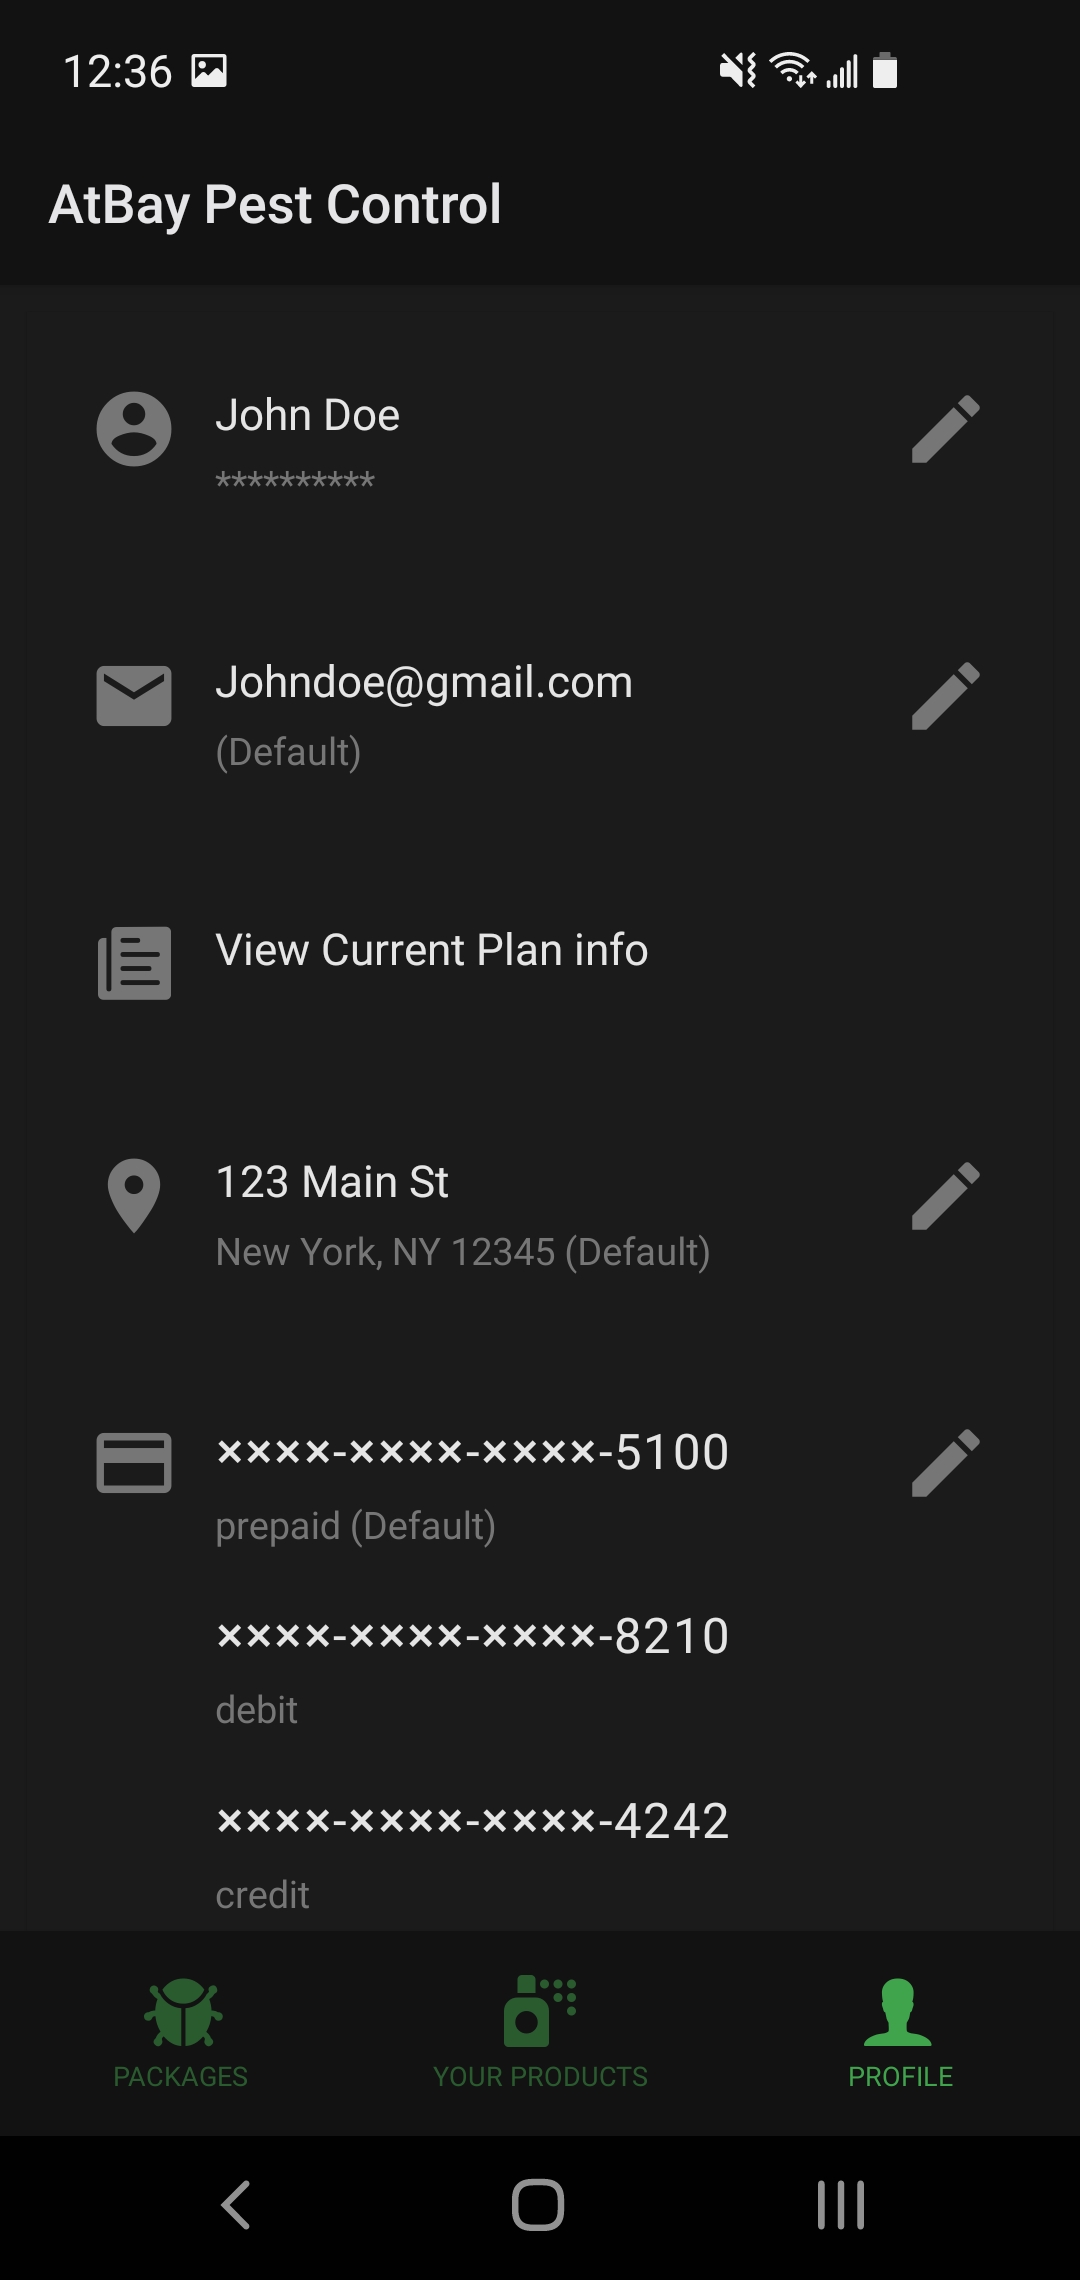 12:36
AtBay Pest Control
John Doe
**********
Johndoe@gmail.com
(Default)
View Current Plan info
123 Main St
New York, NY 12345 (Default)
××××-××××-××××-5100
prepaid (Default)
××××-××××-××××-8210
debit
××××-××××-××××-4242
credit
PACKAGES
YOUR PRODUCTS
PROFILE